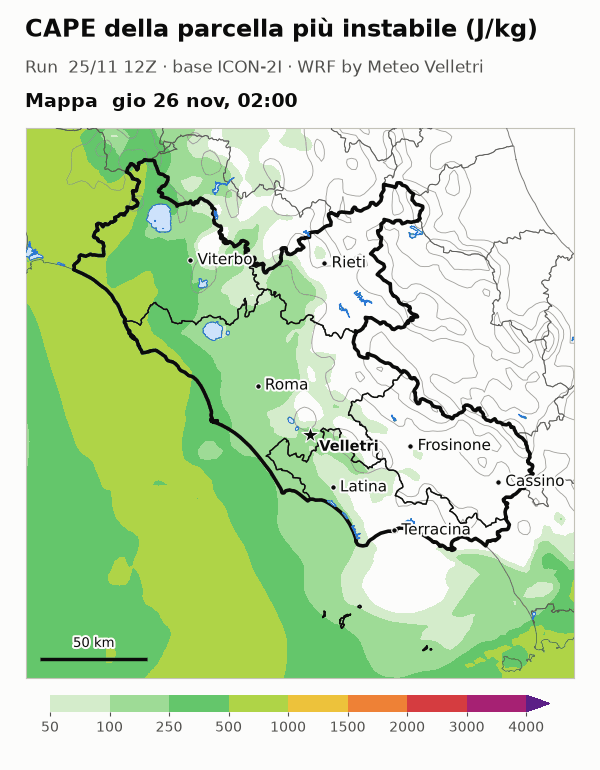 CAPE della parcella più instabile (J/kg)
Run  25/11 12Z · base ICON-2I · WRF by Meteo Velletri
Mappa  gio 26 nov, 02:00
Viterbo
Rieti
Roma
Velletri
Frosinone
Cassino
Latina
Terracina
50 km
50 100 250 500 1000 1500 2000 3000 4000